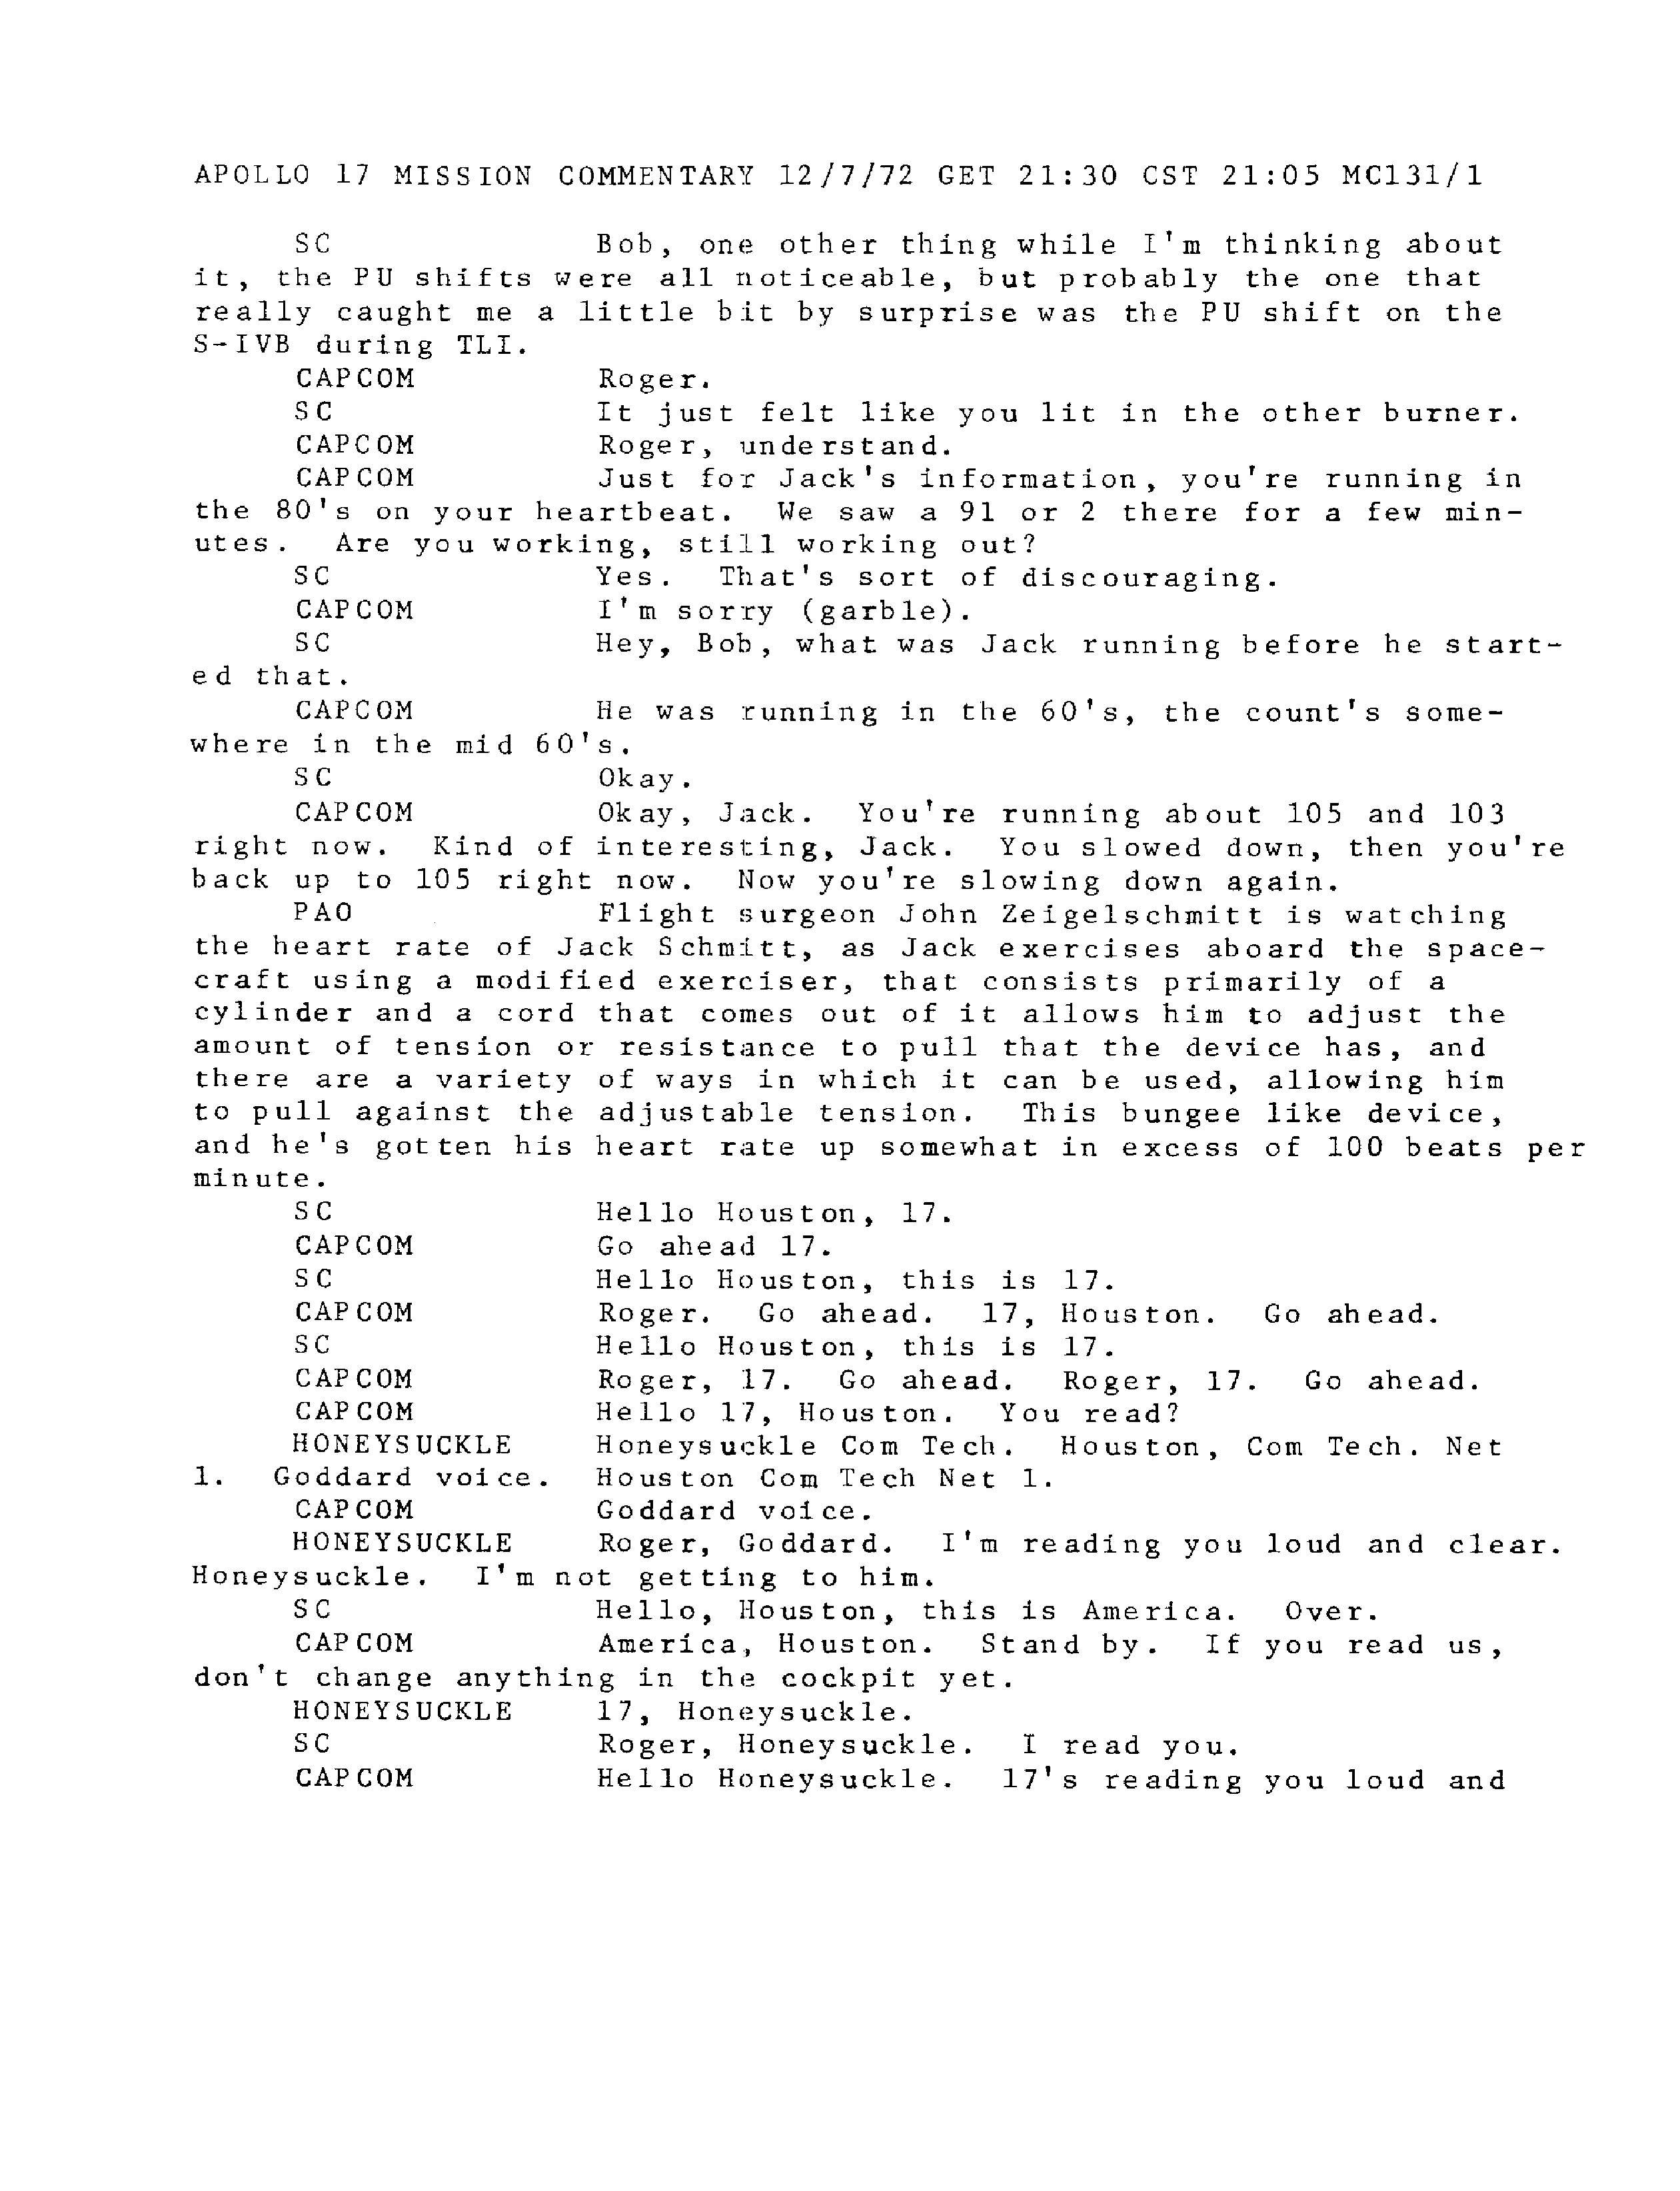 APOLLO 17 MISSION COMMENTARY 12/7/72 GET 21:30 CST 21:05 MC131/1
SC Bob, one other thing while I'm thinking about
it, the PU shifts were all noticeable, but probably the one that
really caught me a little bit by surprise was the PU shift on the
S-IVB during TLI.
CAPCOM Roger.
SC It just felt like you lit in the other burner.
CAPCOM Roger, understand.
CAPCOM Just for Jack's information, you're running in
the 80's on your heartbeat. We saw a 91 or 2 there for a few min-
utes. Are you working, still working out?
SC Yes. That's sort of discouraging.
CAPCOM I'm sorry (garble).
SC Hey, Bob, what was Jack running before he start-
ed that.
CAPCOM He was running in the 60's, the count's some-
where in the mid 60's.
SC Okay.
CAPCOM Okay, Jack. You're running about 105 and 103
right now. Kind of interesting, Jack. You slowed down, then you're
back up to 105 right now. Now you're slowing down again.
PAO Flight surgeon John Zeigelschmitt is watching
the heart rate of Jack Schmitt, as Jack exercises aboard the space-
craft using a modified exerciser, that consists primarily of a
cylinder and a cord that comes out of it allows him to adjust the
amount of tension or resistance to pull that the device has, and
there are a variety of ways in which it can be used, allowing him
to pull against the adjustable tension. This bungee like device,
and he's gotten his heart rate up somewhat in excess of 100 beats per
minute.
SC Hello Houston, 17.
CAPCOM Go ahead 17.
SC Hello Houston, this is 17.
CAPCOM Roger. Go ahead. 17, Houston. Go ahead.
SC Hello Houston, this is 17.
CAPCOM Roger, 17. Go ahead. Roger, 17. Go ahead.
CAPCOM Hello 17, Houston. You read?
HONEYSUCKLE Honeysuckle Com Tech. Houston, Com Tech. Net
1. Goddard voice. Houston Com Tech Net 1.
CAPCOM Goddard voice.
HONEYSUCKLE Roger, Goddard. I'm reading you loud and clear.
Honeysuckle. I'm not getting to him.
SC Hello, Houston, this is America. Over.
CAPCOM America, Houston. Stand by. If you read us,
don't change anything in the cockpit yet.
HONEYSUCKLE 17, Honeysuckle.
SC Roger, Honeysuckle. I read you.
CAPCOM Hello Honeysuckle. 17's reading you loud and